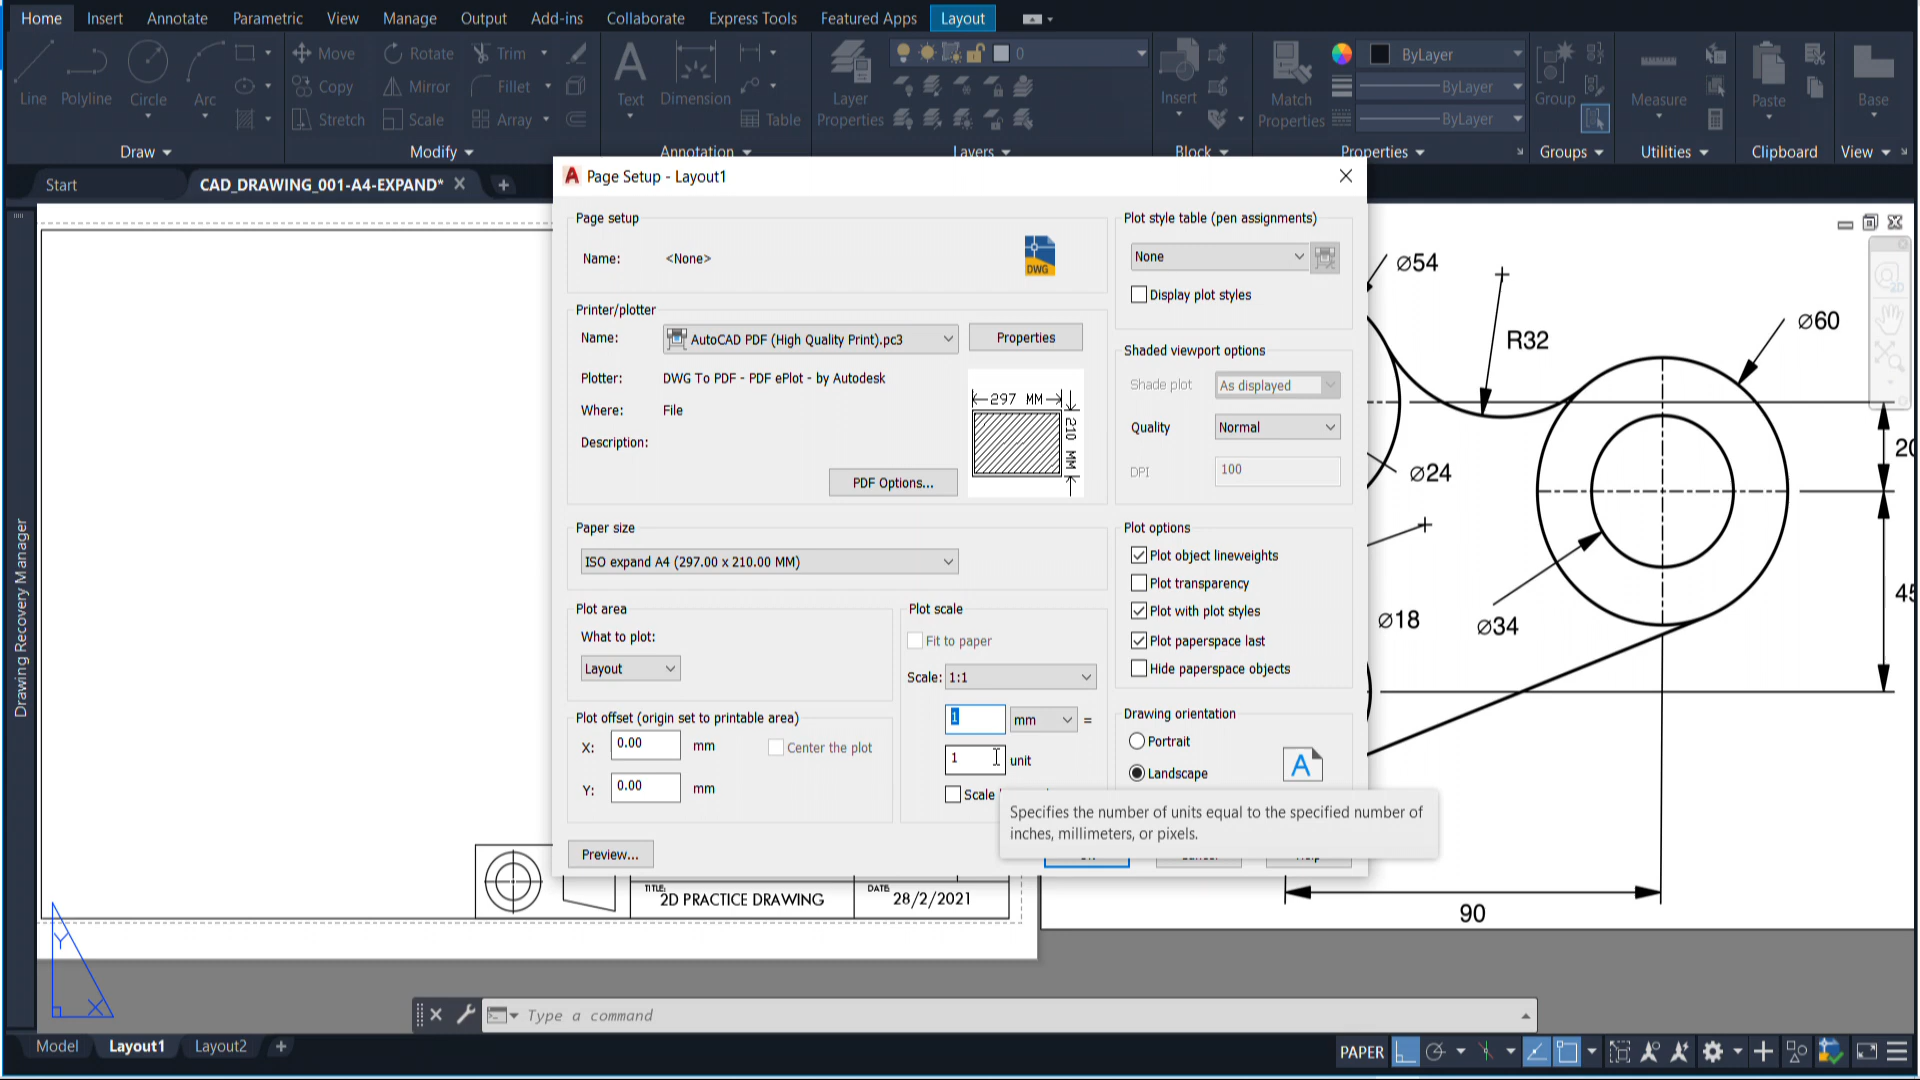 Home Insert Annotate Parametric View Manage Output Add-ins Collaborate Express Tools Featured Apps Layout
Line Polyline Circle Arc
Move Rotate Trim
Copy Mirror Fillet
Stretch Scale Array
Text Dimension Table
Layer Properties
0
Insert
Match Properties
ByLayer
ByLayer
ByLayer
Group
Measure
Paste
Base
Draw Modify Annotation Layers Block Properties Groups Utilities Clipboard View
Start CAD_DRAWING_001-A4-EXPAND*
Drawing Recovery Manager
Page Setup - Layout1
Page setup
Name: <None>
DWG
Printer/plotter
Name: AutoCAD PDF (High Quality Print).pc3 Properties
Plotter: DWG To PDF - PDF ePlot - by Autodesk
Where: File
Description:
297 MM
210 MM
PDF Options...
Paper size
ISO expand A4 (297.00 x 210.00 MM)
Plot area
What to plot:
Layout
Plot offset (origin set to printable area)
X: 0.00 mm Center the plot
Y: 0.00 mm
Plot scale
Fit to paper
Scale: 1:1
1 mm =
1 unit
Scale
Plot style table (pen assignments)
None
Display plot styles
Shaded viewport options
Shade plot As displayed
Quality Normal
DPI 100
Plot options
Plot object lineweights
Plot transparency
Plot with plot styles
Plot paperspace last
Hide paperspace objects
Drawing orientation
Portrait
Landscape
A
Specifies the number of units equal to the specified number of
inches, millimeters, or pixels.
Preview...
TITLE:
2D PRACTICE DRAWING
DATE:
28/2/2021
⌀54
R32
⌀60
⌀24
⌀18
⌀34
20
45
90
2D
Y
X
Type a command
Model Layout1 Layout2
PAPER